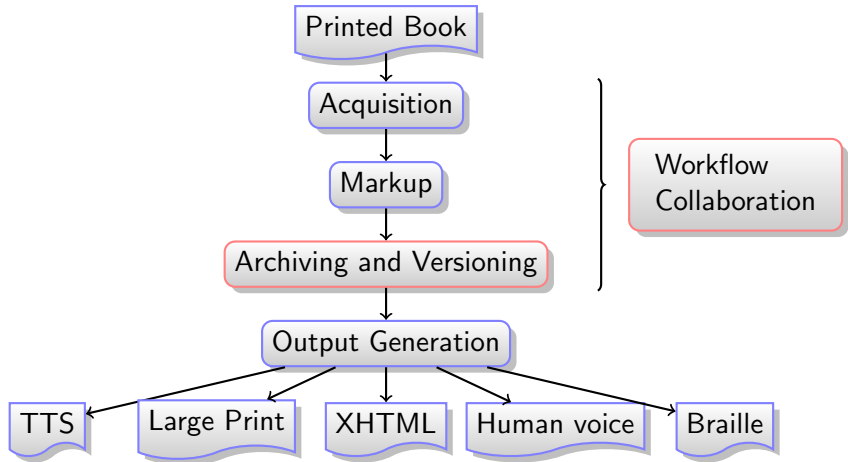 Printed Book
Acquisition
Markup
Archiving and Versioning
Workflow
Collaboration
Output Generation
TTS
Large Print
XHTML
Human voice
Braille